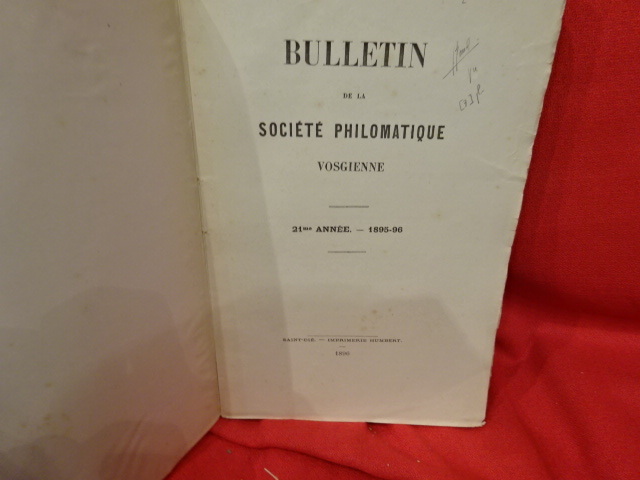 BULLETIN
DE LA
SOCIÉTÉ PHILOMATIQUE
VOSGIENNE
21me ANNÉE. — 1895-96
SAINT-DIÉ. — IMPRIMERIE HUMBERT.
1896